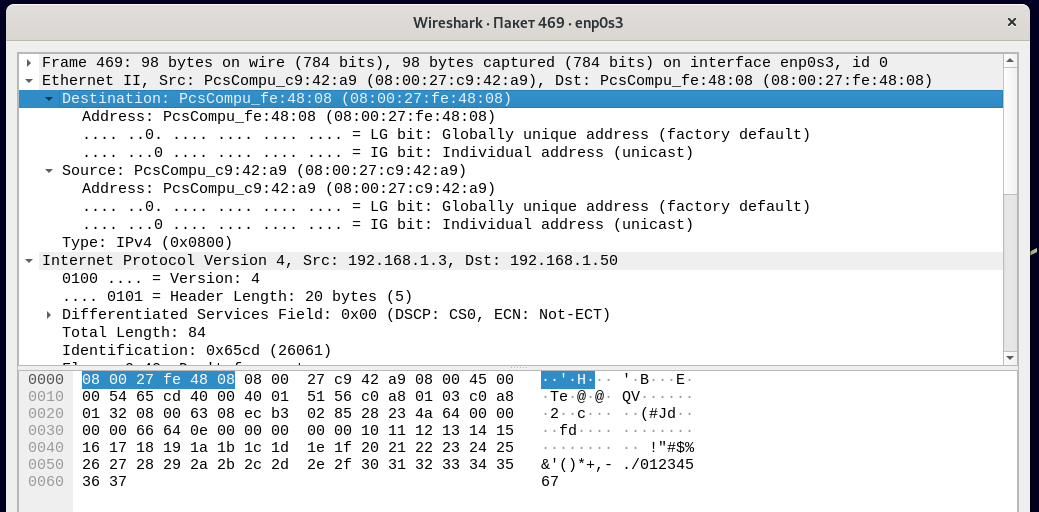 Wireshark · Пакет 469 · enp0s3
Frame 469: 98 bytes on wire (784 bits), 98 bytes captured (784 bits) on interface enp0s3, id 0
Ethernet II, Src: PcsCompu_c9:42:a9 (08:00:27:c9:42:a9), Dst: PcsCompu_fe:48:08 (08:00:27:fe:48:08)
Destination: PcsCompu_fe:48:08 (08:00:27:fe:48:08)
Address: PcsCompu_fe:48:08 (08:00:27:fe:48:08)
.... ..0. .... .... .... .... = LG bit: Globally unique address (factory default)
.... ...0 .... .... .... .... = IG bit: Individual address (unicast)
Source: PcsCompu_c9:42:a9 (08:00:27:c9:42:a9)
Address: PcsCompu_c9:42:a9 (08:00:27:c9:42:a9)
.... ..0. .... .... .... .... = LG bit: Globally unique address (factory default)
.... ...0 .... .... .... .... = IG bit: Individual address (unicast)
Type: IPv4 (0x0800)
Internet Protocol Version 4, Src: 192.168.1.3, Dst: 192.168.1.50
0100 .... = Version: 4
.... 0101 = Header Length: 20 bytes (5)
Differentiated Services Field: 0x00 (DSCP: CS0, ECN: Not-ECT)
Total Length: 84
Identification: 0x65cd (26061)
0000 08 00 27 fe 48 08 08 00 27 c9 42 a9 08 00 45 00 ··'·H··· '·B···E·
0010 00 54 65 cd 40 00 40 01 51 56 c0 a8 01 03 c0 a8 ·Te·@·@· QV······
0020 01 32 08 00 63 08 ec b3 02 85 28 23 4a 64 00 00 ·2··c··· ··(#Jd··
0030 00 00 66 64 0e 00 00 00 00 00 10 11 12 13 14 15 ··fd···· ········
0040 16 17 18 19 1a 1b 1c 1d 1e 1f 20 21 22 23 24 25 ········ ·· !"#$%
0050 26 27 28 29 2a 2b 2c 2d 2e 2f 30 31 32 33 34 35 &'()*+,- ./012345
0060 36 37 67